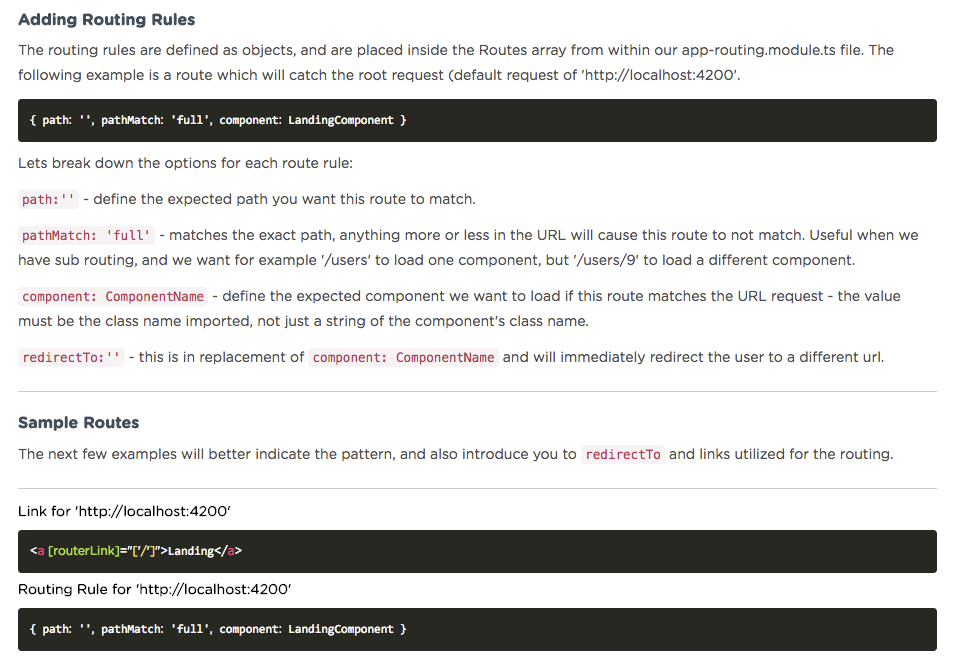 Adding Routing Rules
The routing rules are defined as objects, and are placed inside the Routes array from within our app-routing.module.ts file. The
following example is a route which will catch the root request (default request of 'http://localhost:4200'.
{ path: '', pathMatch: 'full', component: LandingComponent }
Lets break down the options for each route rule:
path:'' - define the expected path you want this route to match.
pathMatch: 'full' - matches the exact path, anything more or less in the URL will cause this route to not match. Useful when we
have sub routing, and we want for example '/users' to load one component, but '/users/9' to load a different component.
component: ComponentName - define the expected component we want to load if this route matches the URL request - the value
must be the class name imported, not just a string of the component's class name.
redirectTo:'' - this is in replacement of component: ComponentName and will immediately redirect the user to a different url.
Sample Routes
The next few examples will better indicate the pattern, and also introduce you to redirectTo and links utilized for the routing.
Link for 'http://localhost:4200'
<a [routerLink]="['/']">Landing</a>
Routing Rule for 'http://localhost:4200'
{ path: '', pathMatch: 'full', component: LandingComponent }